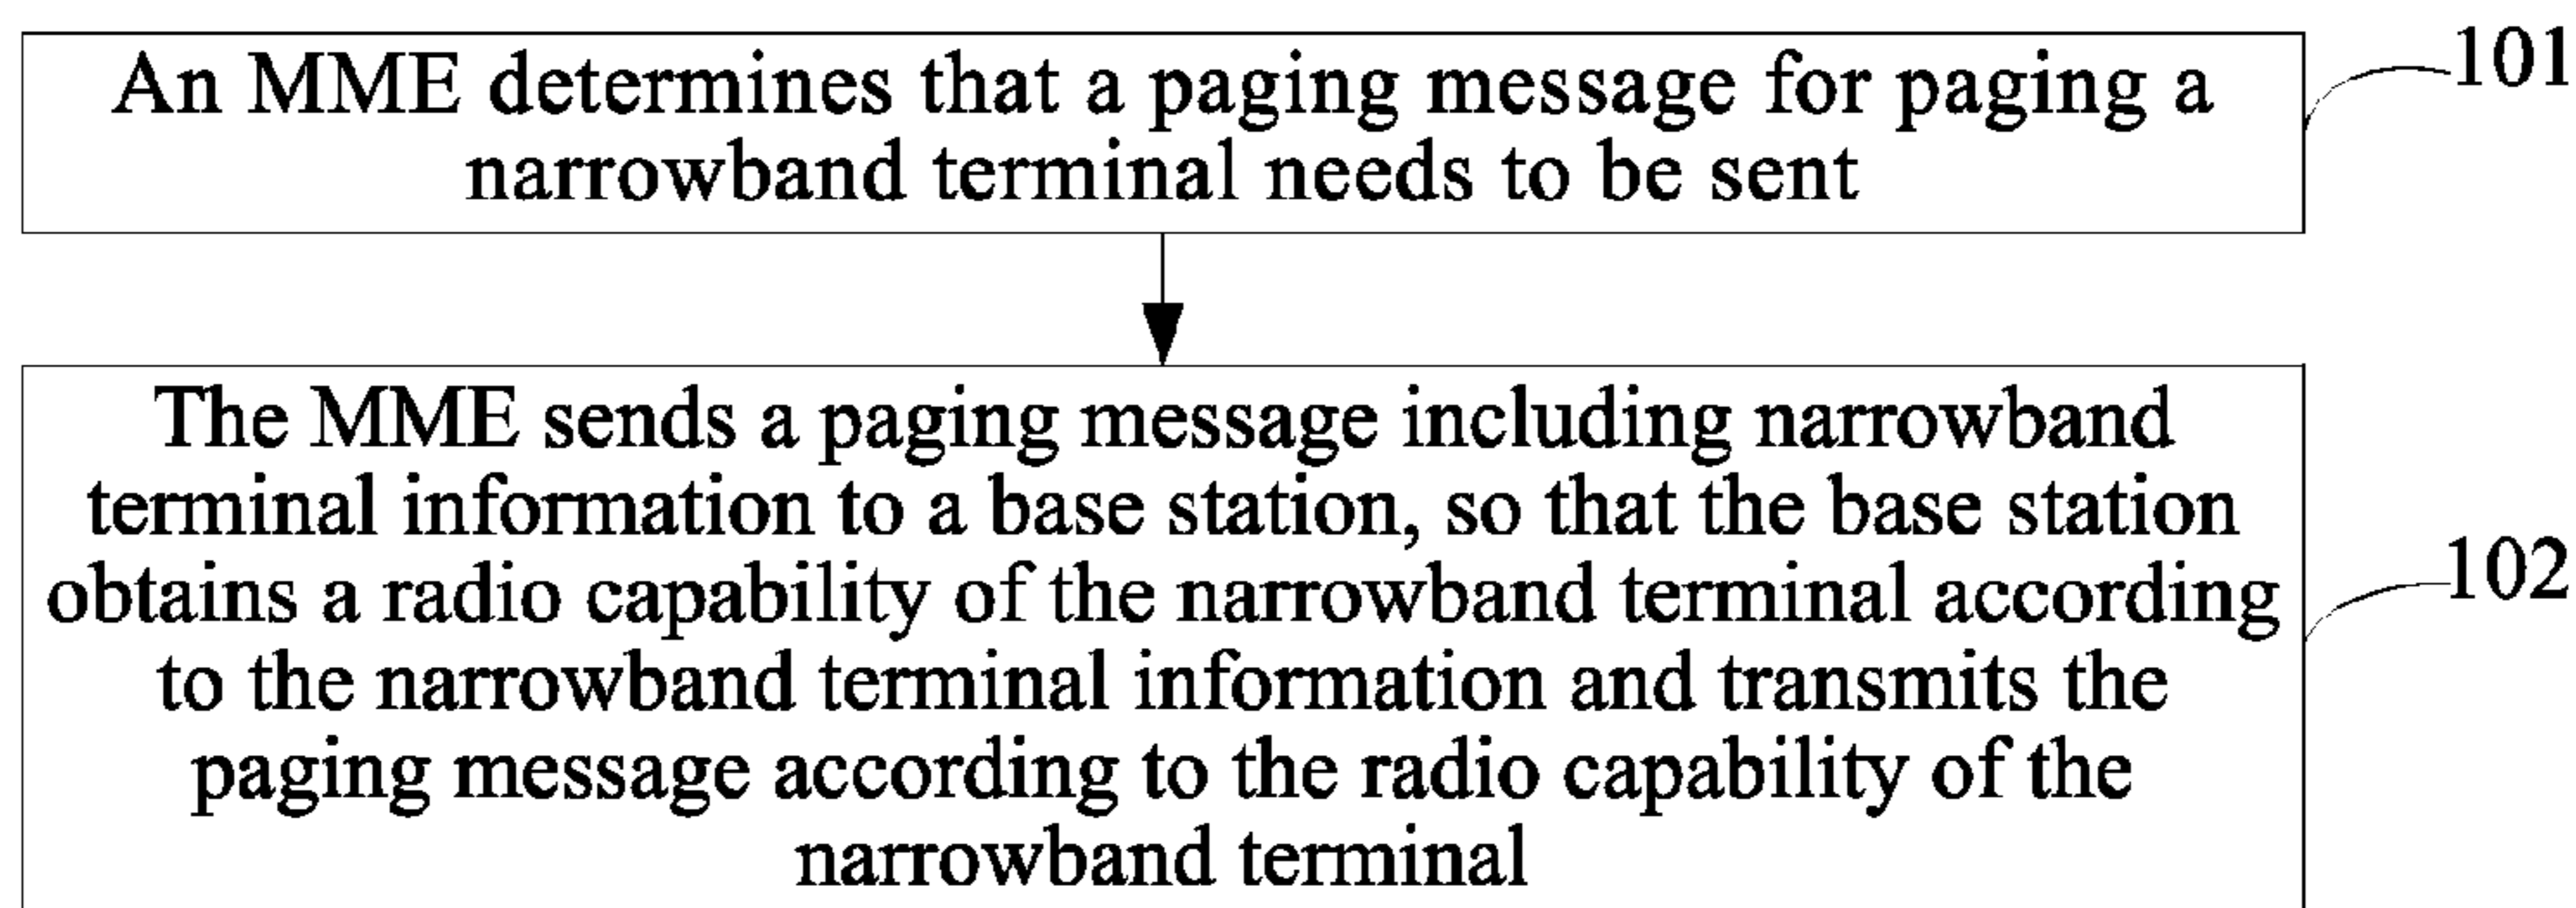 An MME determines that a paging message for paging a
narrowband terminal needs to be sent
101
The MME sends a paging message including narrowband
terminal information to a base station, so that the base station
obtains a radio capability of the narrowband terminal according
to the narrowband terminal information and transmits the
paging message according to the radio capability of the
narrowband terminal
102